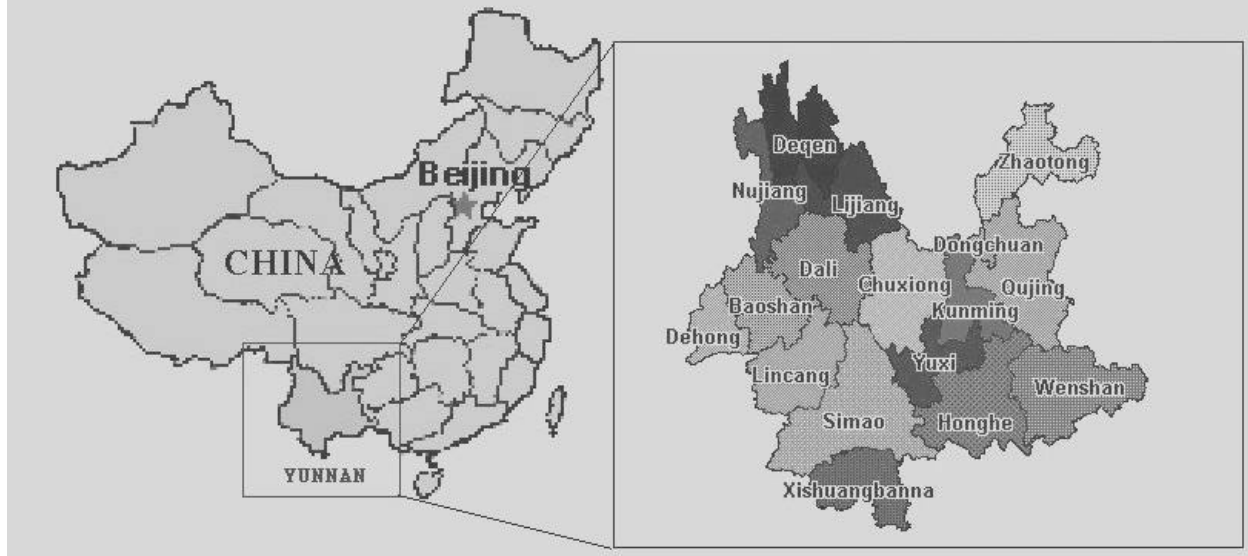 Beijing
CHINA
YUNNAN
Deqen
Zhaotong
Nujiang
Lijiang
Dongchuan
Dali
Chuxiong
Qujing
Baoshan
Kunming
Dehong
Yuxi
Lincang
Wenshan
Simao
Honghe
Xishuangbanna